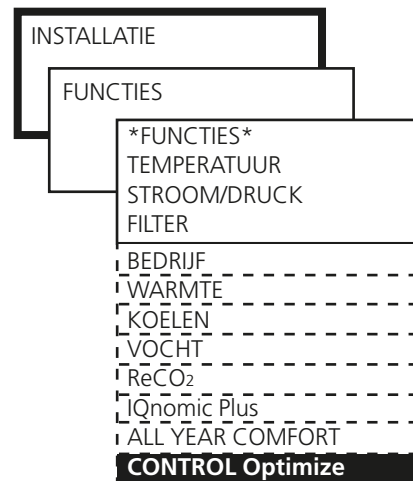 INSTALLATIE
FUNCTIES
*FUNCTIES*
TEMPERATUUR
STROOM/DRUCK
FILTER
BEDRIJF
WARMTE
KOELEN
VOCHT
ReCO2
IQnomic Plus
ALL YEAR COMFORT
CONTROL Optimize